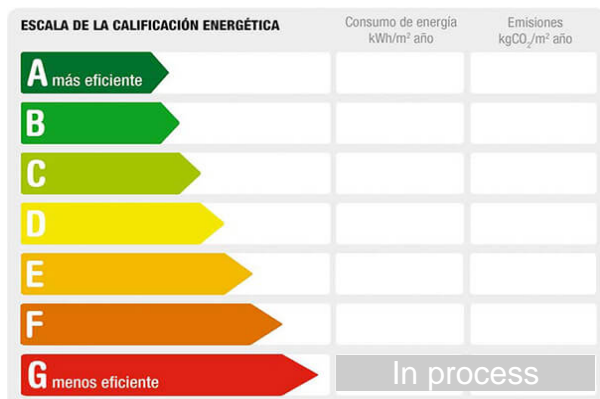 ESCALA DE LA CALIFICACIÓN ENERGÉTICA
Consumo de energía
kWh/m² año
Emisiones
kgCO₂/m² año
A más eficiente
B
C
D
E
F
G menos eficiente
In process